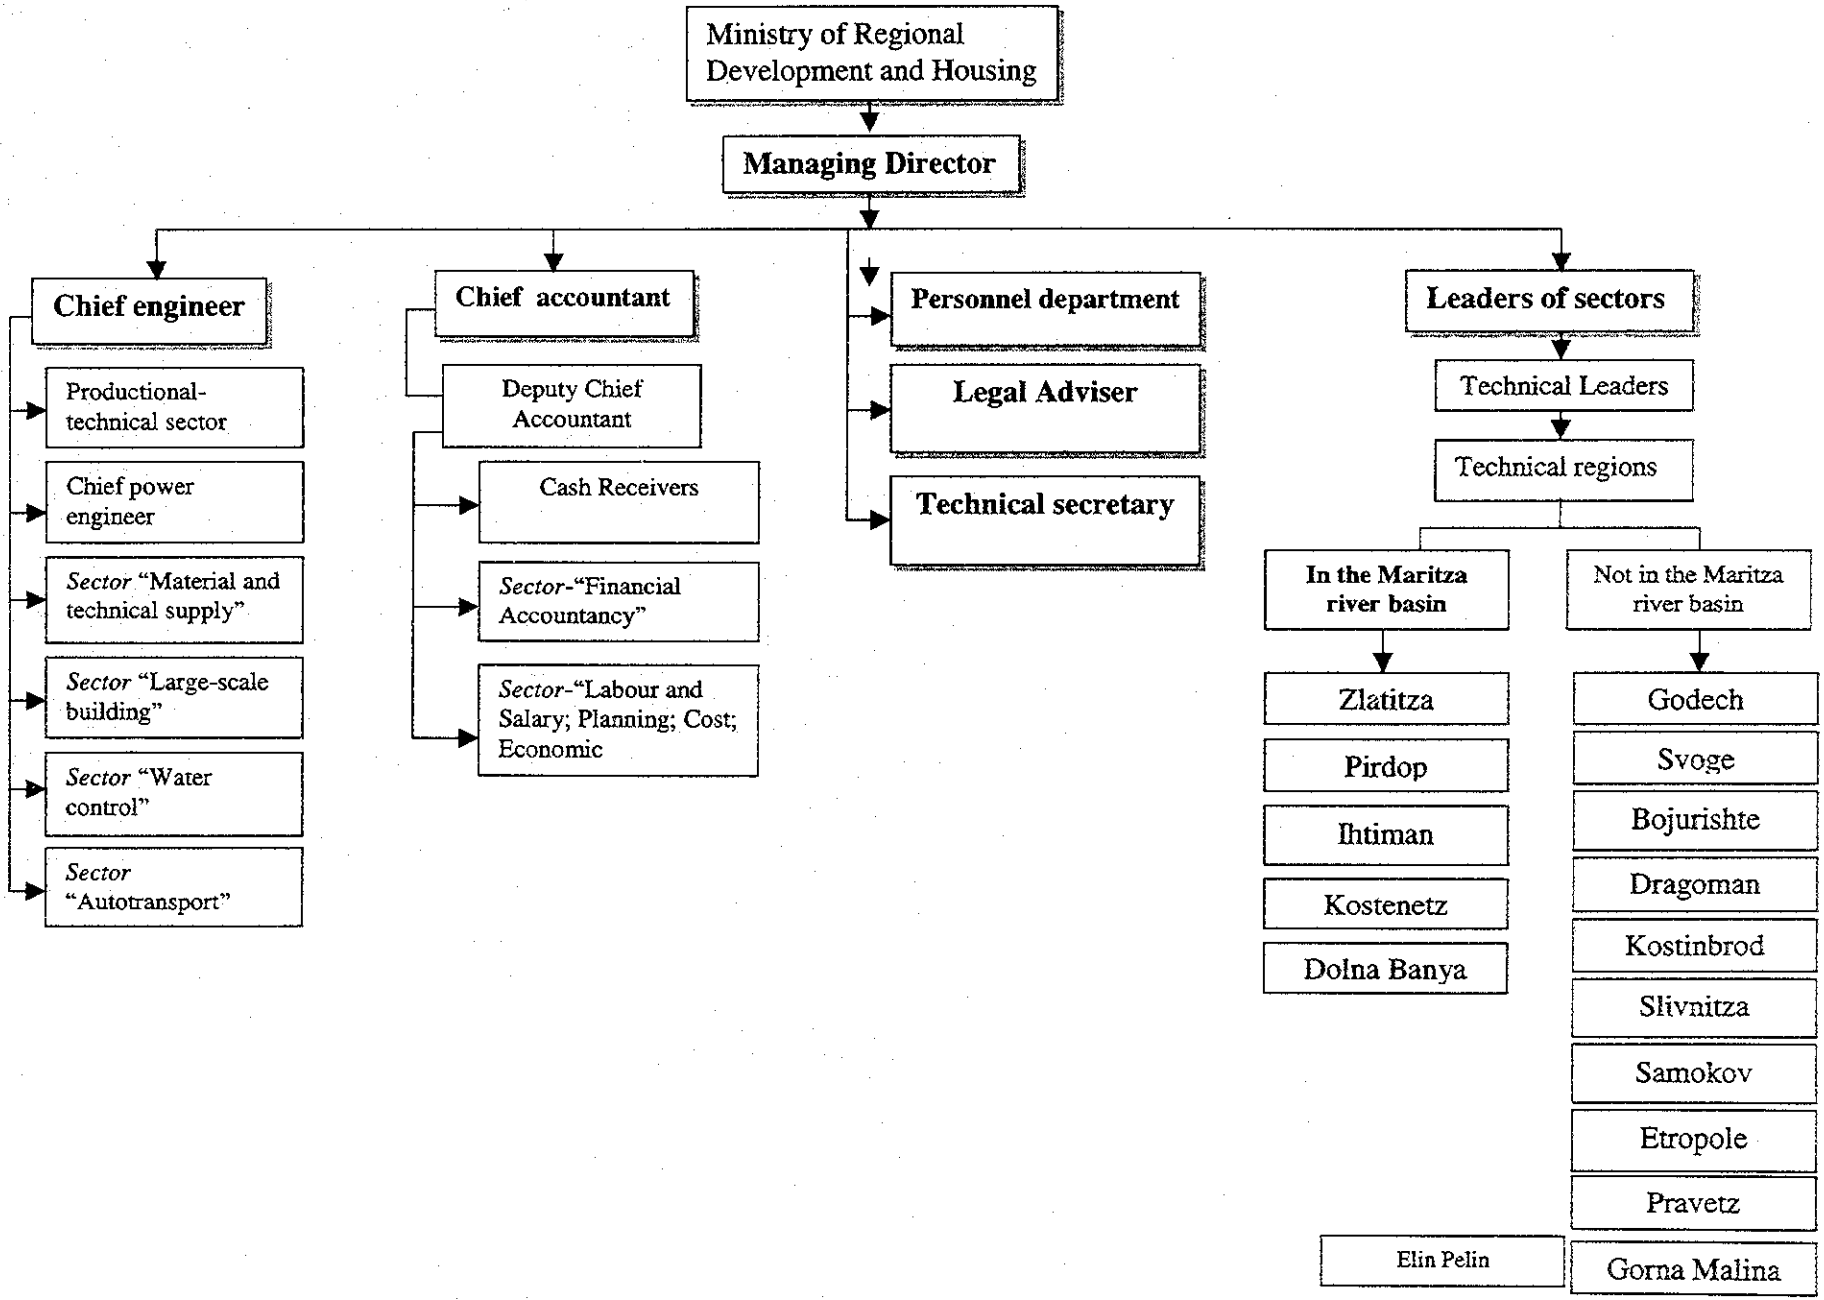 Ministry of Regional
Development and Housing
Managing Director
Chief engineer
Productional-
technical sector
Chief power
engineer
Sector “Material and
technical supply”
Sector “Large-scale
building”
Sector “Water
control”
Sector
“Autotransport”
Chief accountant
Deputy Chief
Accountant
Cash Receivers
Sector-“Financial
Accountancy”
Sector-“Labour and
Salary; Planning; Cost;
Economic
Personnel department
Legal Adviser
Technical secretary
Leaders of sectors
Technical Leaders
Technical regions
In the Maritza
river basin
Zlatitza
Pirdop
Ihtiman
Kostenetz
Dolna Banya
Not in the Maritza
river basin
Godech
Svoge
Bojurishte
Dragoman
Kostinbrod
Slivnitza
Samokov
Etropole
Pravetz
Elin Pelin
Gorna Malina